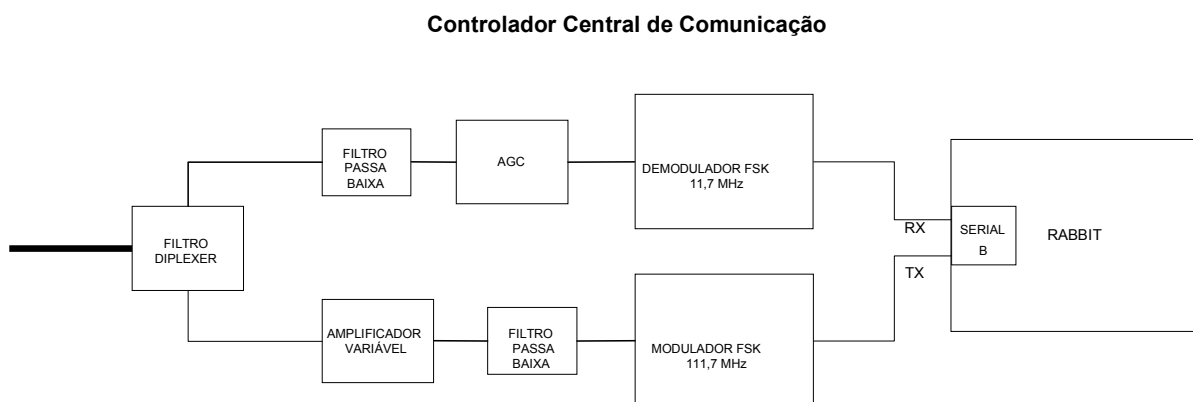 Controlador Central de Comunicação
FILTRO
PASSA
BAIXA
AGC
DEMODULADOR FSK
11,7 MHz
FILTRO
DIPLEXER
RX
TX
SERIAL
B
RABBIT
AMPLIFICADOR
VARIÁVEL
FILTRO
PASSA
BAIXA
MODULADOR FSK
111,7 MHz